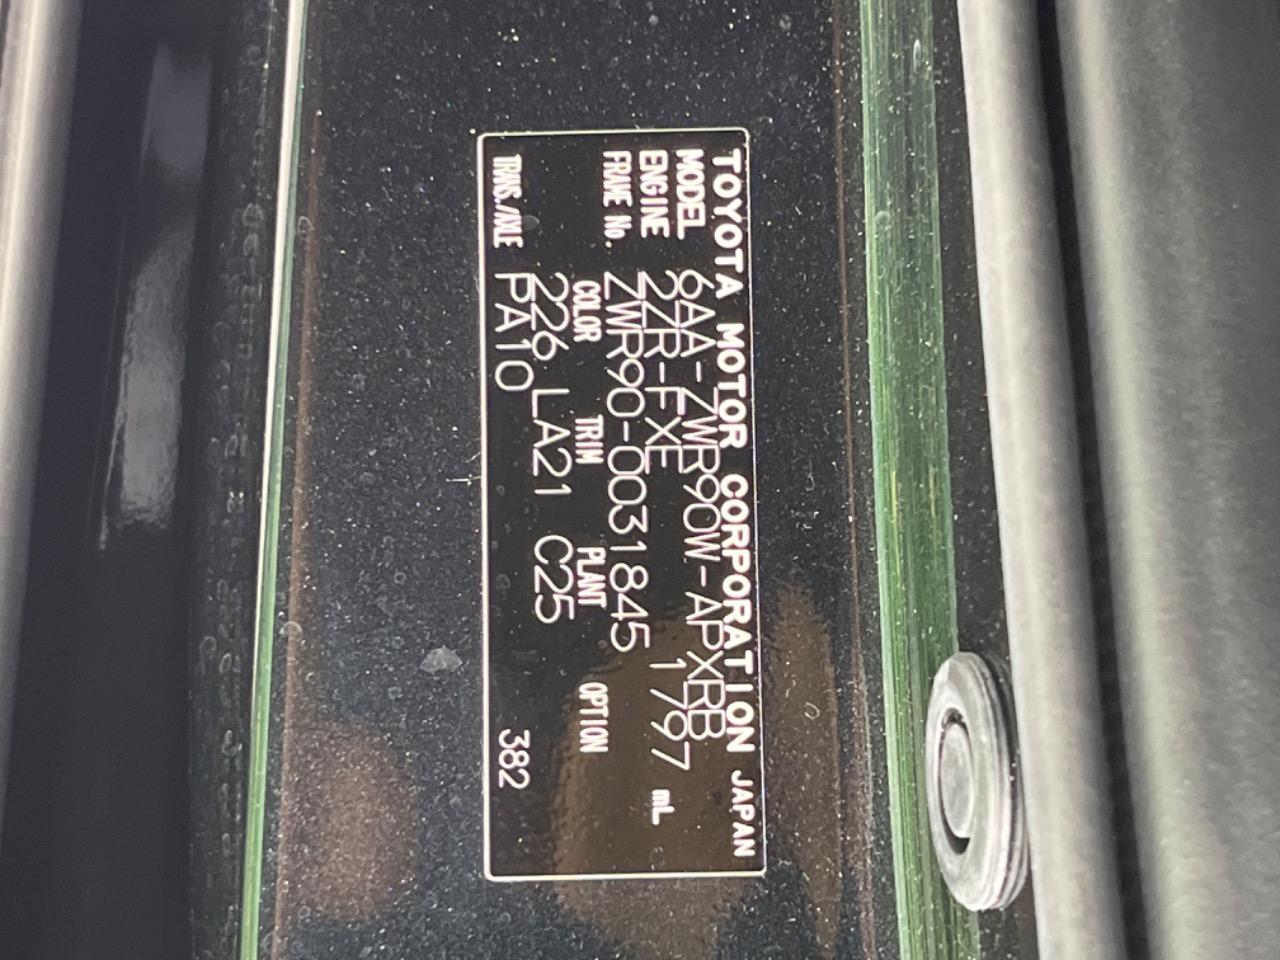 TOYOTA MOTOR CORPORATION JAPAN
MODEL 6AA-ZWR90W-APXRB
ENGINE 2ZR-FXE 1797 mL
FRAME No. ZWR90-0031845
COLOR TRIM PLANT OPTION
226 LA21 C25
TRANS./AXLE PA10 382